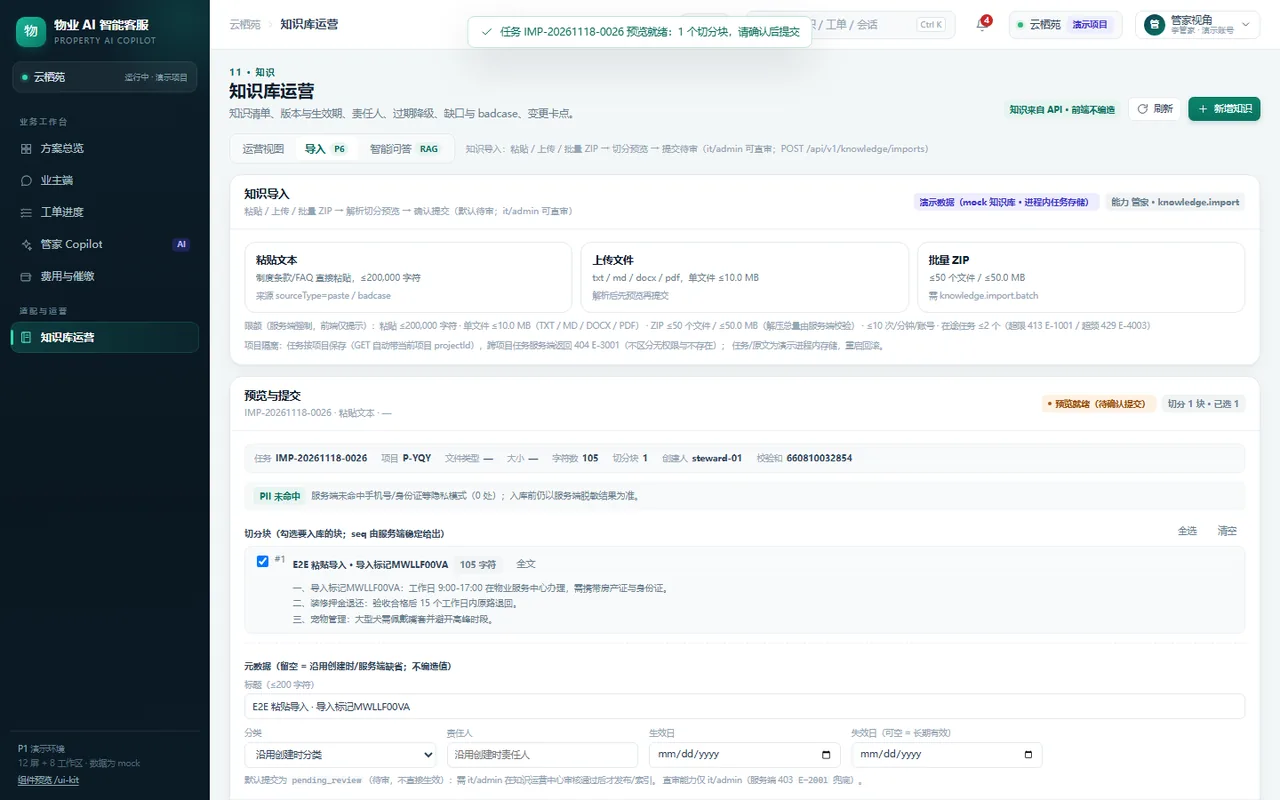 物
物业 AI 智能客服
PROPERTY AI COPILOT
云栖苑
运行中 · 演示项目
业务工作台
方案总览
业主端
工单进度
管家 Copilot
AI
费用与催缴
适配与运营
知识库运营
P1 演示环境
12 屏 + 8 工作区 · 数据为 mock
组件预览 /ui-kit
云栖苑
知识库运营
任务 IMP-20261118-0026 预览就绪：1 个切分块，请确认后提交
/ 工单 / 会话
Ctrl K
4
云栖苑
演示项目
管
管家视角
李管家 · 演示账号
11 · 知识
知识库运营
知识清单、版本与生效期、责任人、过期降级、缺口与 badcase、变更卡点。
知识来自 API · 前端不编造
刷新
新增知识
运营视图
导入 P6
智能问答 RAG
知识导入：粘贴 / 上传 / 批量 ZIP → 切分预览 → 提交待审（it/admin 可直审；POST /api/v1/knowledge/imports）
知识导入
粘贴 / 上传 / 批量 ZIP → 解析切分预览 → 确认提交（默认待审；it/admin 可直审）
演示数据（mock 知识库 · 进程内任务存储）
能力 管家 · knowledge.import
粘贴文本
制度条款/FAQ 直接粘贴，≤200,000 字符
来源 sourceType=paste / badcase
上传文件
txt / md / docx / pdf，单文件 ≤10.0 MB
解析后先预览再提交
批量 ZIP
≤50 个文件 / ≤50.0 MB
需 knowledge.import.batch
限额（服务端强制，前端仅提示）：粘贴 ≤200,000 字符 · 单文件 ≤10.0 MB（TXT / MD / DOCX / PDF） · ZIP ≤50 个文件 / ≤50.0 MB（解压总量由服务端校验） · ≤10 次/分钟/账号 · 在途任务 ≤2 个（超限 413 E-1001 / 超频 429 E-4003）
项目隔离：任务按项目保存（GET 自动带当前项目 projectId），跨项目任务服务端返回 404 E-3001（不区分无权限与不存在）；任务/原文为演示进程内存储，重启回滚。
预览与提交
IMP-20261118-0026 · 粘贴文本 · —
• 预览就绪（待确认提交）
切分 1 块 · 已选 1
任务 IMP-20261118-0026 项目 P-YQY 文件类型 — 大小 — 字符数 105 切分块 1 创建人 steward-01 校验和 660810032854
PII 未命中
服务端未命中手机号/身份证等隐私模式（0 处）；入库前仍以服务端脱敏结果为准。
切分块（勾选要入库的块；seq 由服务端稳定给出）
全选
清空
#1
E2E 粘贴导入 · 导入标记MWLLF00VA
105 字符
全文
一、导入标记MWLLF00VA：工作日 9:00-17:00 在物业服务中心办理，需携带房产证与身份证。
二、装修押金退还：验收合格后 15 个工作日内原路退回。
三、宠物管理：大型犬需佩戴嘴套并避开高峰时段。
元数据（留空 = 沿用创建时/服务端缺省；不编造值）
标题（≤200 字符）
E2E 粘贴导入 · 导入标记MWLLF00VA
分类
责任人
生效日
失效日（可空 = 长期有效）
沿用创建时分类
沿用创建时责任人
mm/dd/yyyy
mm/dd/yyyy
默认提交为 pending_review（待审，不直接生效）；需 it/admin 在知识运营中心审核通过后才发布/索引。直审能力仅 it/admin（服务端 403 E-2001 兜底）。